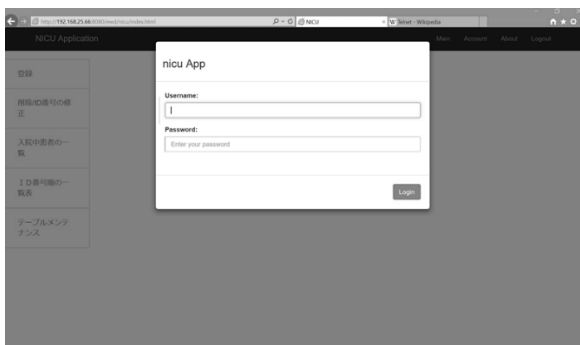 http://192.168.25.66:8080/med/nicu/index.html
NICU
Telnet - Wikipedia
NICU Application
Main
Account
About
Logout
登録
削除/ID番号の修
正
入院中患者の一
覧
ＩＤ番号順の一
覧表
テーブルメンテ
ナンス
nicu App
Username:
Password:
Enter your password
Login